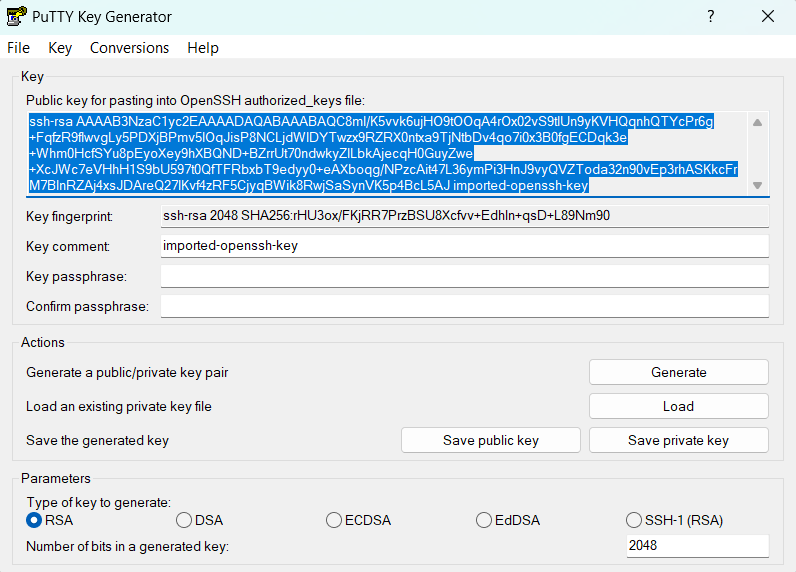 PuTTY Key Generator
File Key Conversions Help
Key
Public key for pasting into OpenSSH authorized_keys file:
ssh-rsa AAAAB3NzaC1yc2EAAAADAQABAAABAQC8ml/K5vvk6ujHO9tOOqA4rOx02vS9tlUn9yKVHQqnhQTYcPr6g
+FqfzR9flwvgLy5PDXjBPmv5lOqJisP8NCLjdWlDYTwzx9RZRX0ntxa9TjNtbDv4qo7i0x3B0fgECDqk3e
+Whm0HcfSYu8pEyoXey9hXBQND+BZrrUt70ndwkyZlLbkAjecqH0GuyZwe
+XcJWc7eVHhH1S9bU597t0QfTFRbxbT9edyy0+eAXboqg/NPzcAit47L36ymPi3HnJ9vyQVZToda32n90vEp3rhASKkcFr
M7BlnRZAj4xsJDAreQ27lKvf4zRF5CjyqBWik8RwjSaSynVK5p4BcL5AJ imported-openssh-key
Key fingerprint: ssh-rsa 2048 SHA256:rHU3ox/FKjRR7PrzBSU8Xcfvv+Edhln+qsD+L89Nm90
Key comment: imported-openssh-key
Key passphrase:
Confirm passphrase:
Actions
Generate a public/private key pair Generate
Load an existing private key file Load
Save the generated key Save public key Save private key
Parameters
Type of key to generate:
RSA DSA ECDSA EdDSA SSH-1 (RSA)
Number of bits in a generated key: 2048